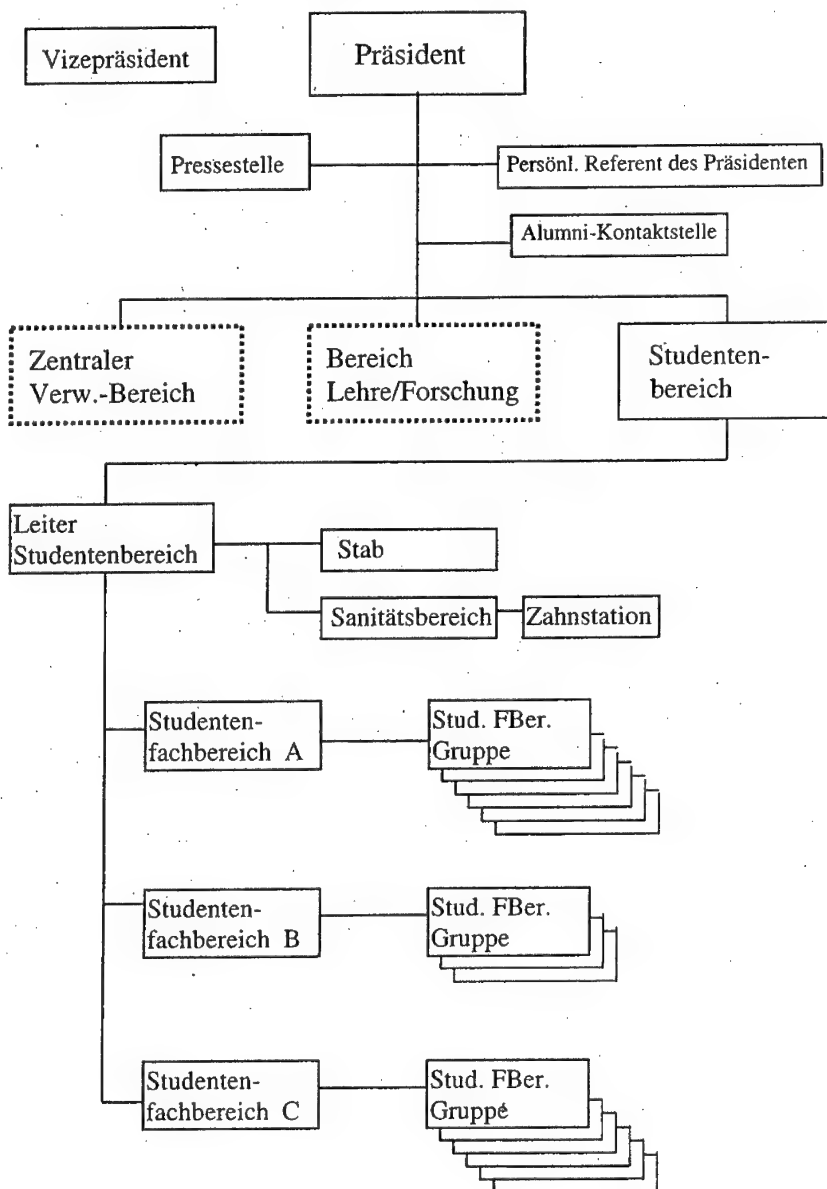 Vizepräsident
Präsident
Pressestelle
Persönl. Referent des Präsidenten
Alumni-Kontaktstelle
Zentraler
Verw.-Bereich
Bereich
Lehre/Forschung
Studenten-
bereich
Leiter
Studentenbereich
Stab
Sanitätsbereich
Zahnstation
Studenten-
fachbereich A
Stud. FBer.
Gruppe
Studenten-
fachbereich B
Stud. FBer.
Gruppe
Studenten-
fachbereich C
Stud. FBer.
Gruppe